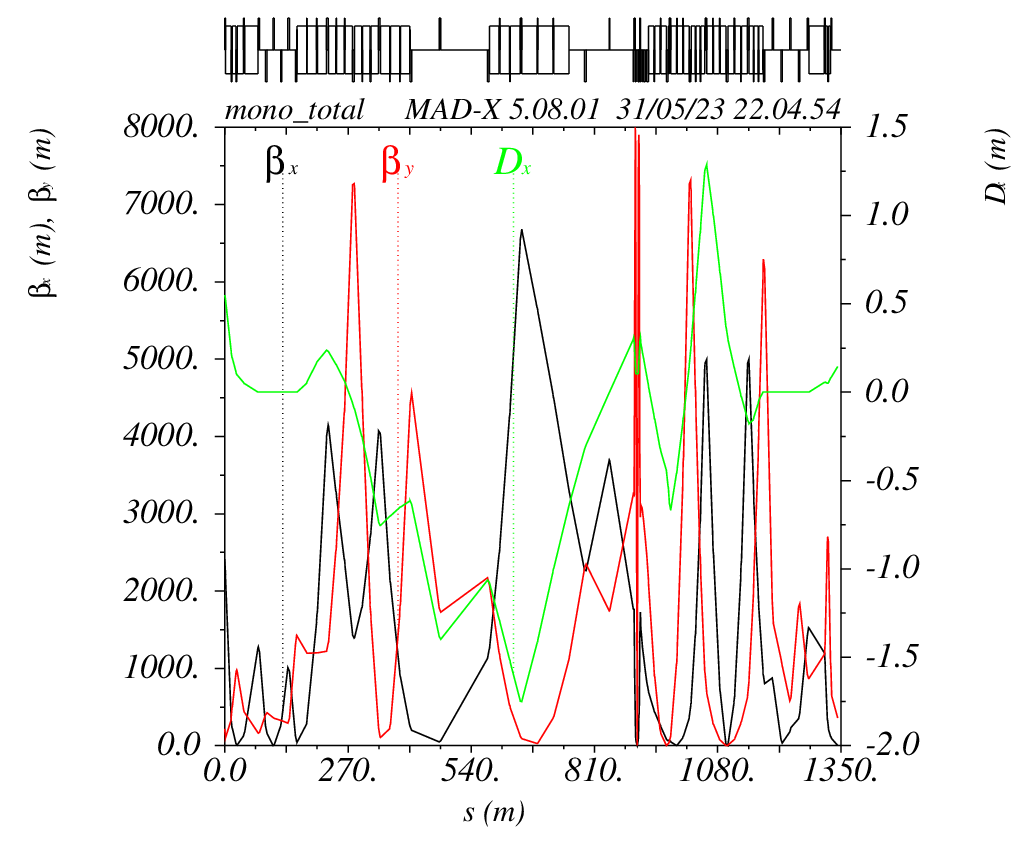 mono_total MAD-X 5.08.01 31/05/23 22.04.54
βx βy Dx
8000.
7000.
6000.
5000.
4000.
3000.
2000.
1000.
0.0
βx (m), βy (m)
1.5
1.0
0.5
0.0
-0.5
-1.0
-1.5
-2.0
Dx (m)
0.0 270. 540. 810. 1080. 1350.
s (m)